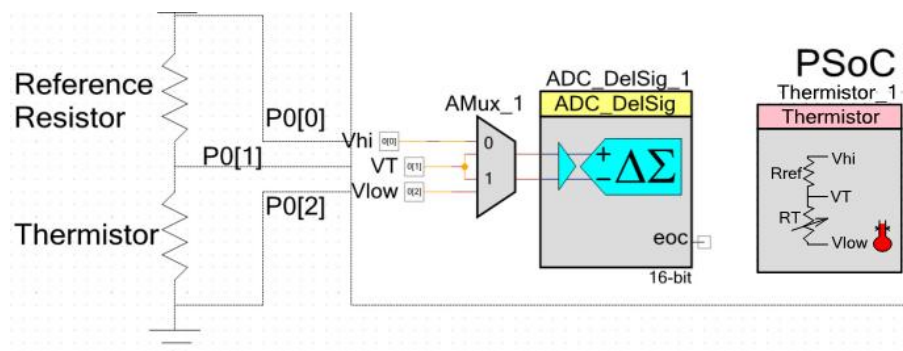 Reference
Resistor
Thermistor
P0[0]
P0[1]
P0[2]
Vhi 0[0]
VT 0[1]
Vlow 0[2]
AMux_1
0
1
ADC_DelSig_1
ADC_DelSig
+
-
ΔΣ
eoc
16-bit
PSoC
Thermistor_1
Thermistor
Vhi
Rref
VT
RT
Vlow